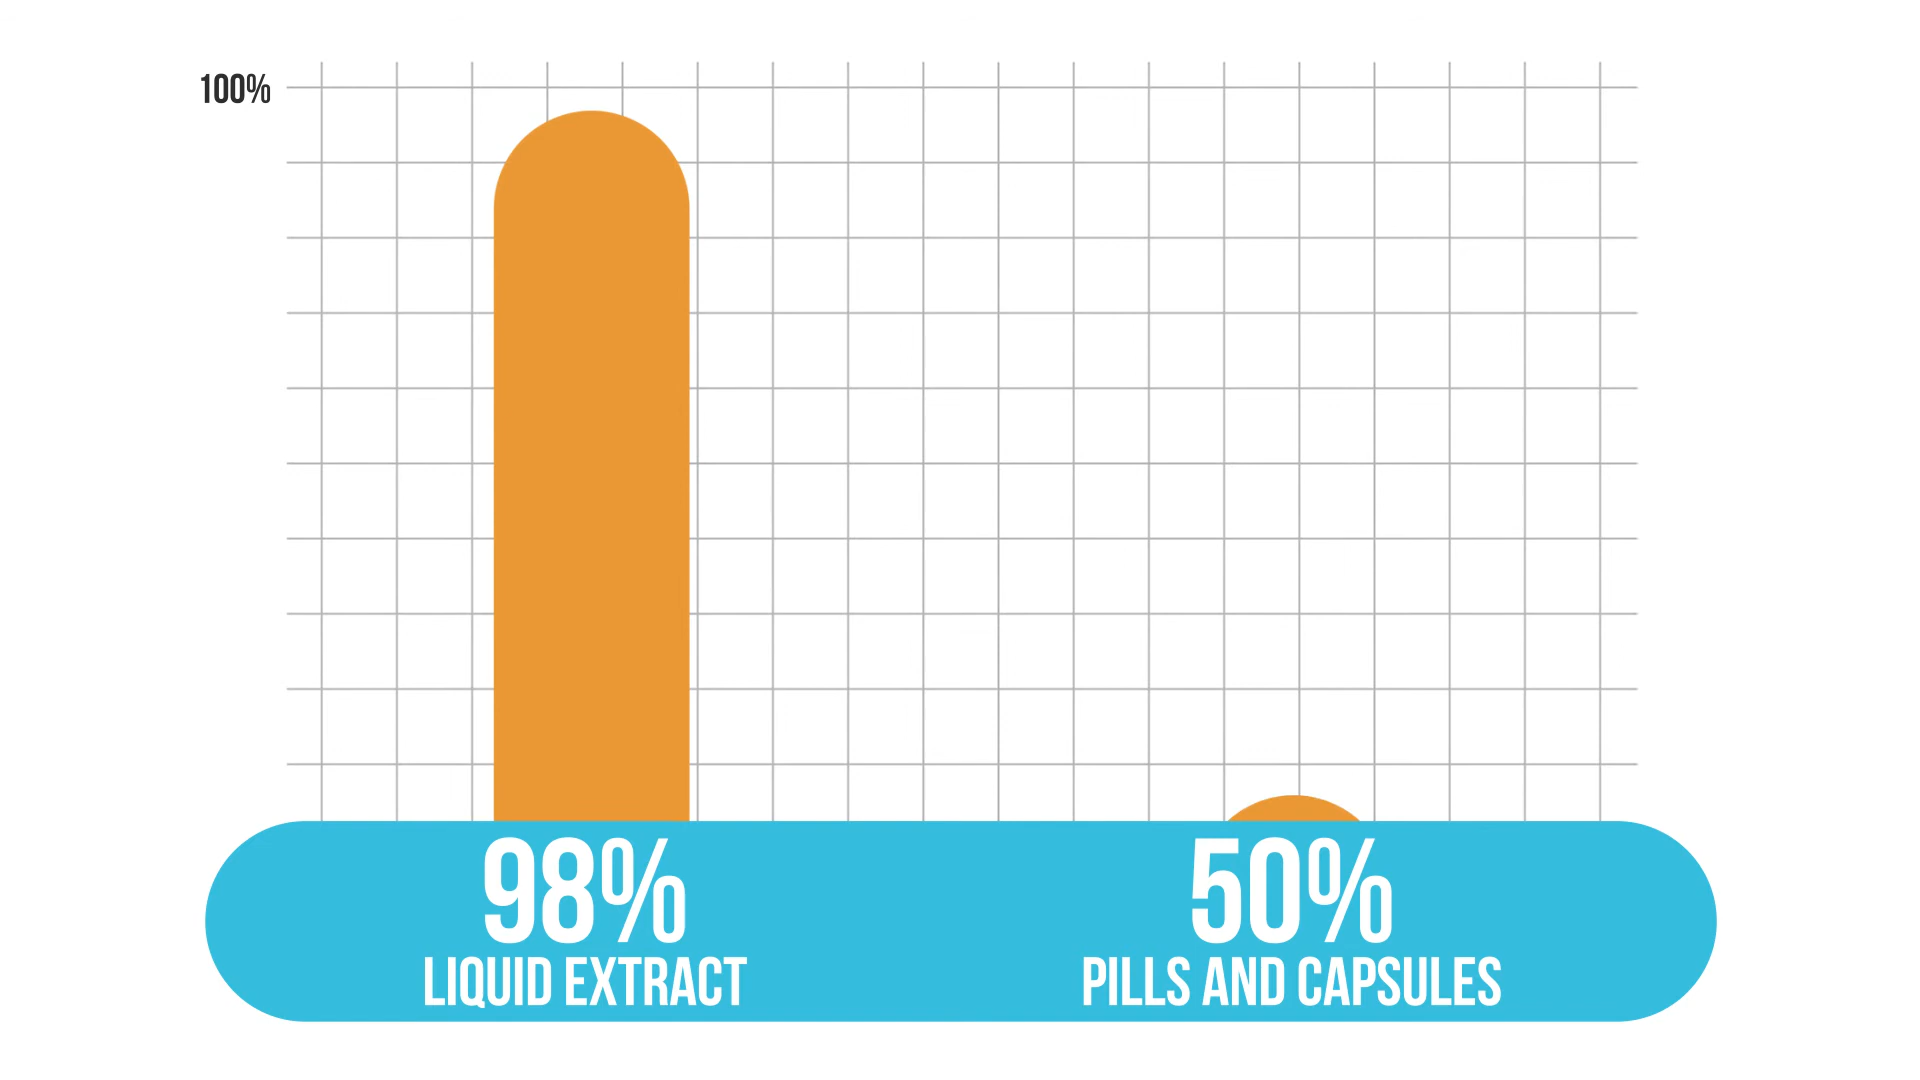 100%
98%
50%
LIQUID EXTRACT
PILLS AND CAPSULES